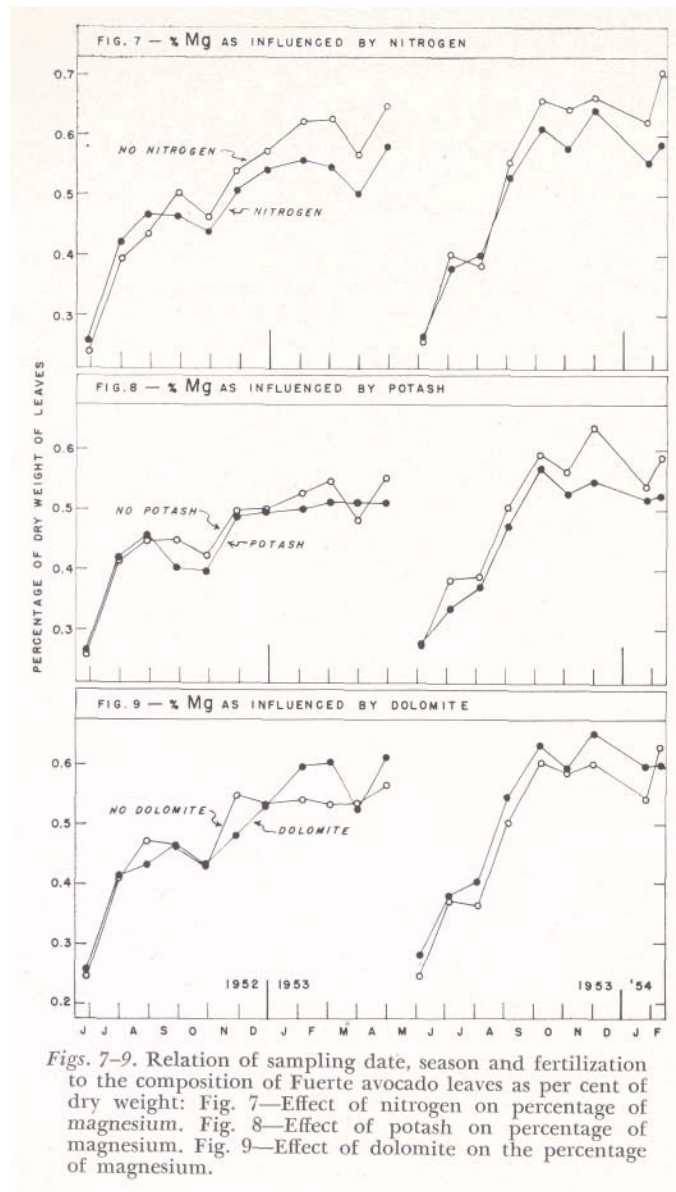 FIG. 7 — % Mg AS INFLUENCED BY NITROGEN
0.7
0.6
NO NITROGEN
0.5
NITROGEN
0.4
0.3
PERCENTAGE OF DRY WEIGHT OF LEAVES
FIG. 8 — % Mg AS INFLUENCED BY POTASH
0.6
0.5
NO POTASH
POTASH
0.4
0.3
FIG. 9 — % Mg AS INFLUENCED BY DOLOMITE
0.6
NO DOLOMITE
0.5
DOLOMITE
0.4
0.3
1952 1953 1953 '54
0.2
J J A S O N D J F M A M J J A S O N D J F
Figs. 7–9. Relation of sampling date, season and fertilization
to the composition of Fuerte avocado leaves as per cent of
dry weight: Fig. 7—Effect of nitrogen on percentage of
magnesium. Fig. 8—Effect of potash on percentage of
magnesium. Fig. 9—Effect of dolomite on the percentage
of magnesium.